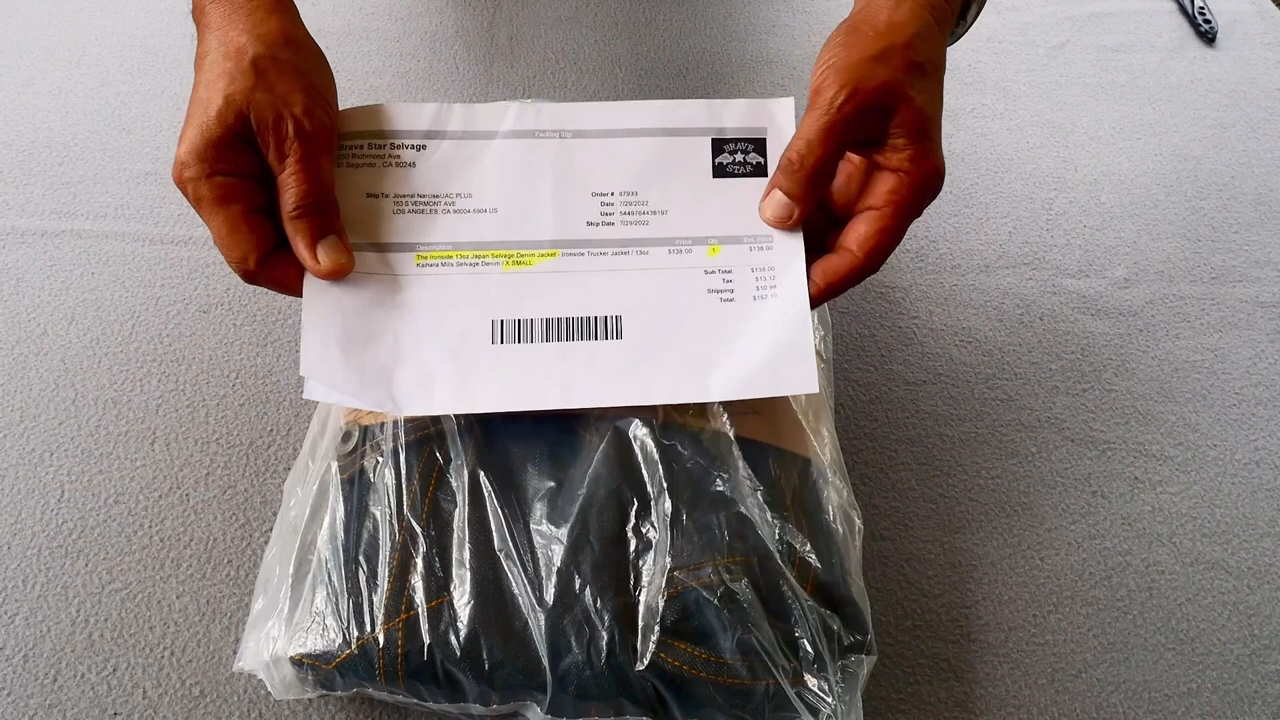 Packing Slip
Brave Star Selvage
Richmond Ave
El Segundo , CA 90245
BRAVE
STAR
Ship To: Jovenal Narcise/UAC PLUS
153 S VERMONT AVE
LOS ANGELES, CA 90004-5904 US
Order # 87933
Date 7/29/2022
User 5449764436197
Ship Date 7/29/2022
Description Price Qty Ext. Price
The Ironside 13oz Japan Selvage Denim Jacket - Ironside Trucker Jacket / 13oz $138.00 1 $138.00
Kaihara Mills Selvage Denim / X.SMALL
Sub Total: $138.00
Tax: $13.12
Shipping: $10.98
Total: $162.10